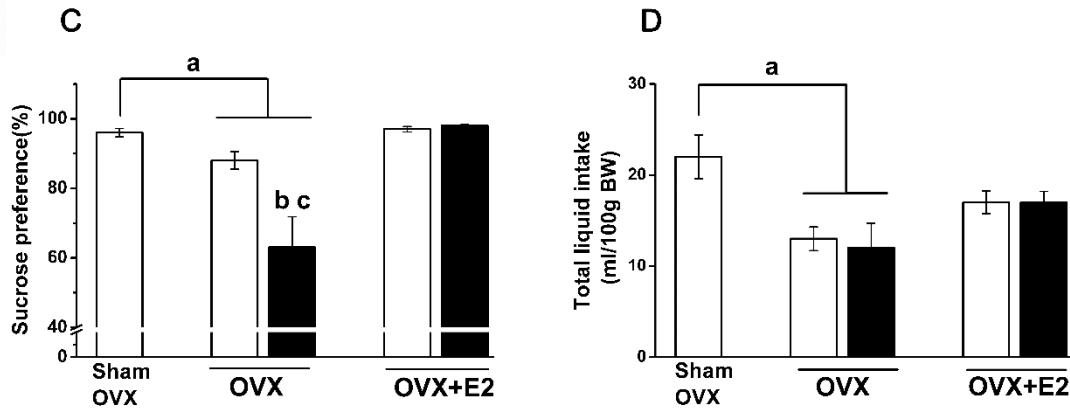 C
a
Sucrose preference(%)
100
80
60
40
0
b c
Sham
OVX
OVX
OVX+E2
D
a
Total liquid intake
(ml/100g BW)
30
20
10
0
Sham
OVX
OVX
OVX+E2